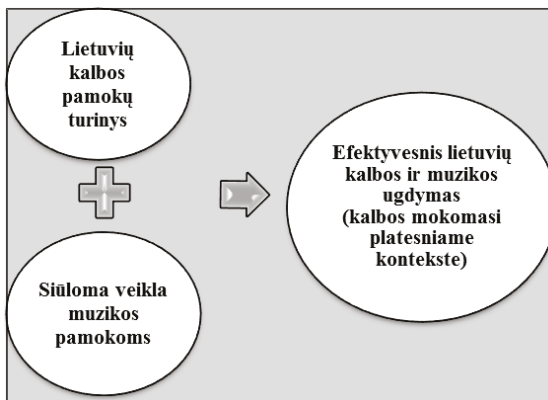 Lietuvių
kalbos
pamokų
turinys
Siūloma veikla
muzikos
pamokoms
Efektyvesnis lietuvių
kalbos ir muzikos
ugdymas
(kalbos mokomasi
platesniame
kontekste)